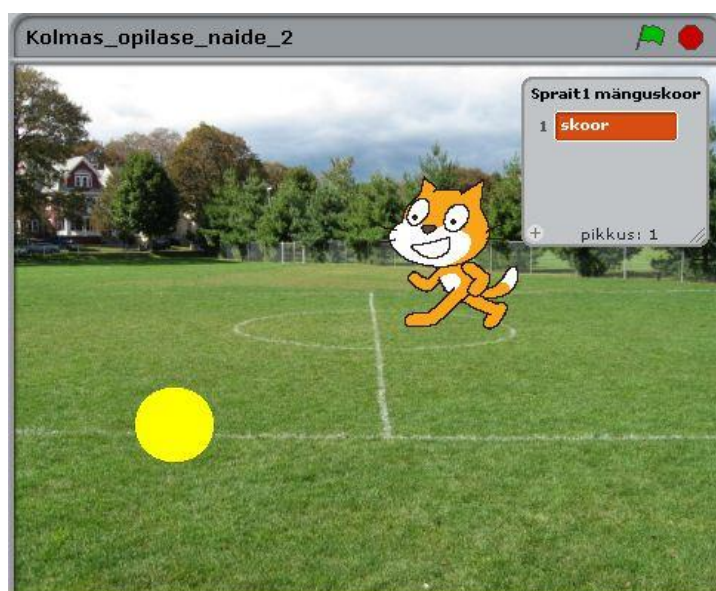 Kolmas_opilase_naide_2
Sprait1 mänguskoor
1 skoor
+ pikkus: 1